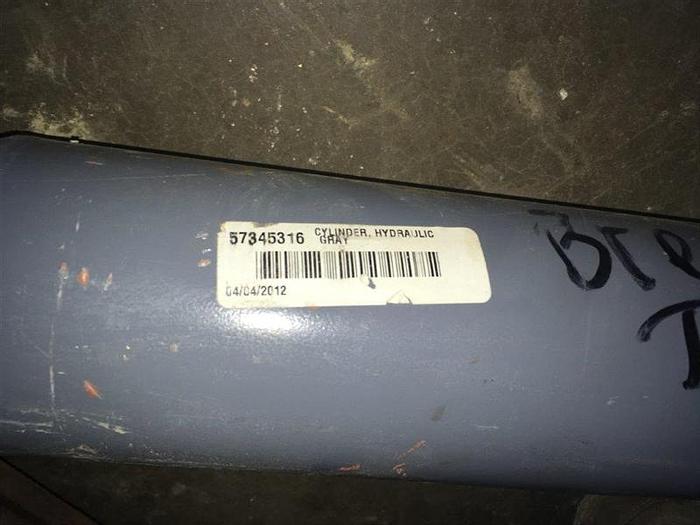 57345316 CYLINDER, HYDRAULIC
GRAY
04/04/2012